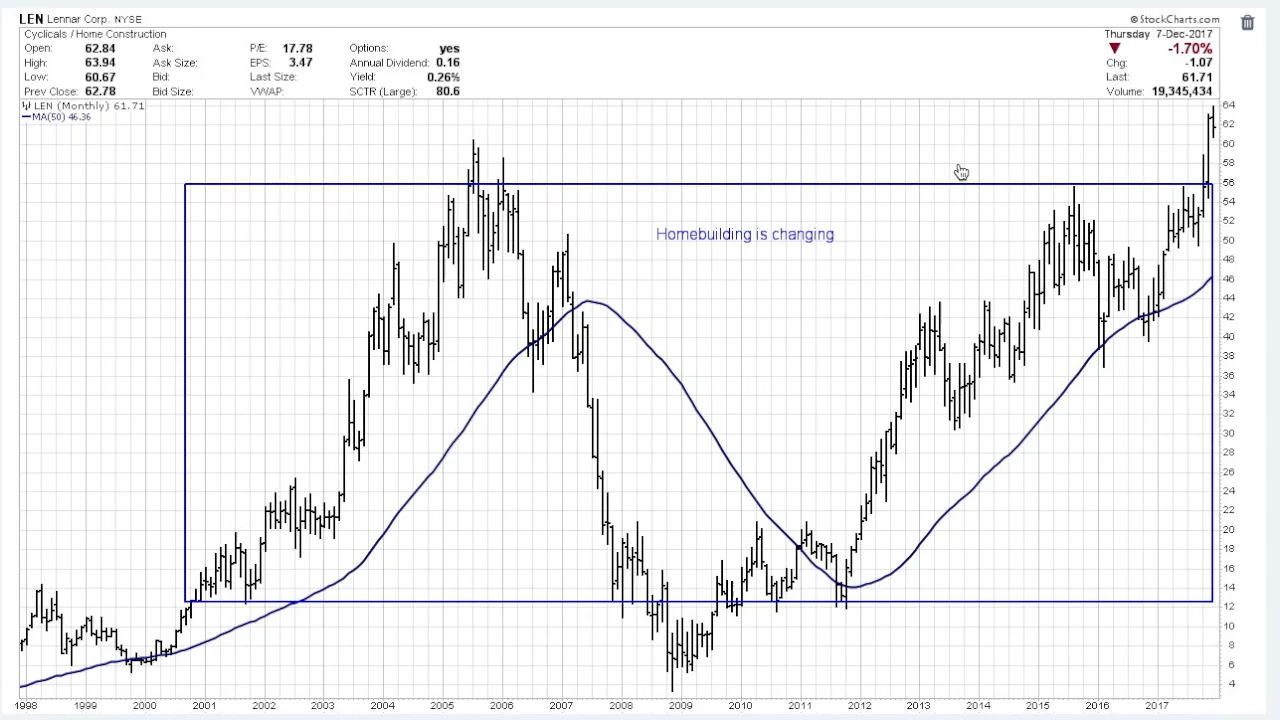 LEN Lennar Corp. NYSE
© StockCharts.com
Cyclicals / Home Construction
Thursday 7-Dec-2017
Open: 62.84 Ask: P/E: 17.78 Options: yes
▼ -1.70%
High: 63.94 Ask Size: EPS: 3.47 Annual Dividend: 0.16
Chg: -1.07
Low: 60.67 Bid: Last Size: Yield: 0.26%
Last: 61.71
Prev Close: 62.78 Bid Size: VWAP: SCTR (Large): 80.6
Volume: 19,345,434
LEN (Monthly) 61.71
MA(50) 46.36
Homebuilding is changing
64
62
60
58
56
54
52
50
48
46
44
42
40
38
36
34
32
30
28
26
24
22
20
18
16
14
12
10
8
6
4
1998 1999 2000 2001 2002 2003 2004 2005 2006 2007 2008 2009 2010 2011 2012 2013 2014 2015 2016 2017